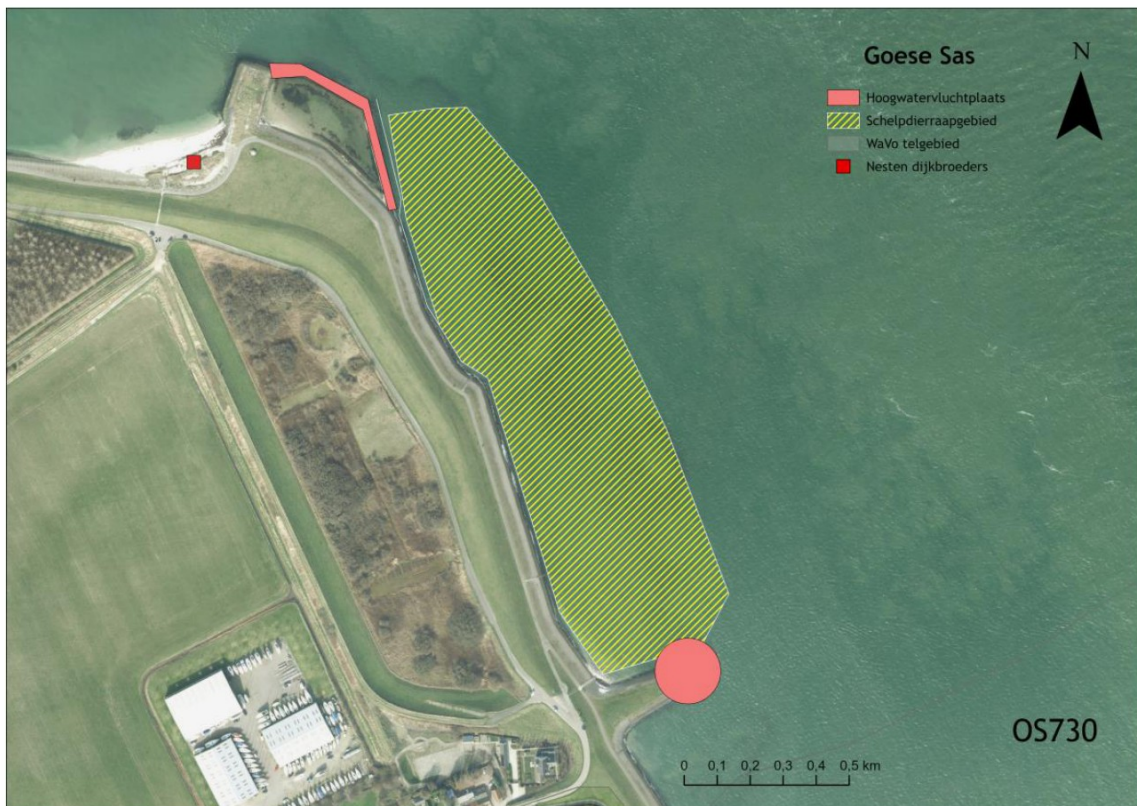 Goese Sas
N
Hoogwatervluchtplaats
Schelpdierraapgebied
WaVo telgebied
Nesten dijkbroeders
OS730
0 0,1 0,2 0,3 0,4 0,5 km